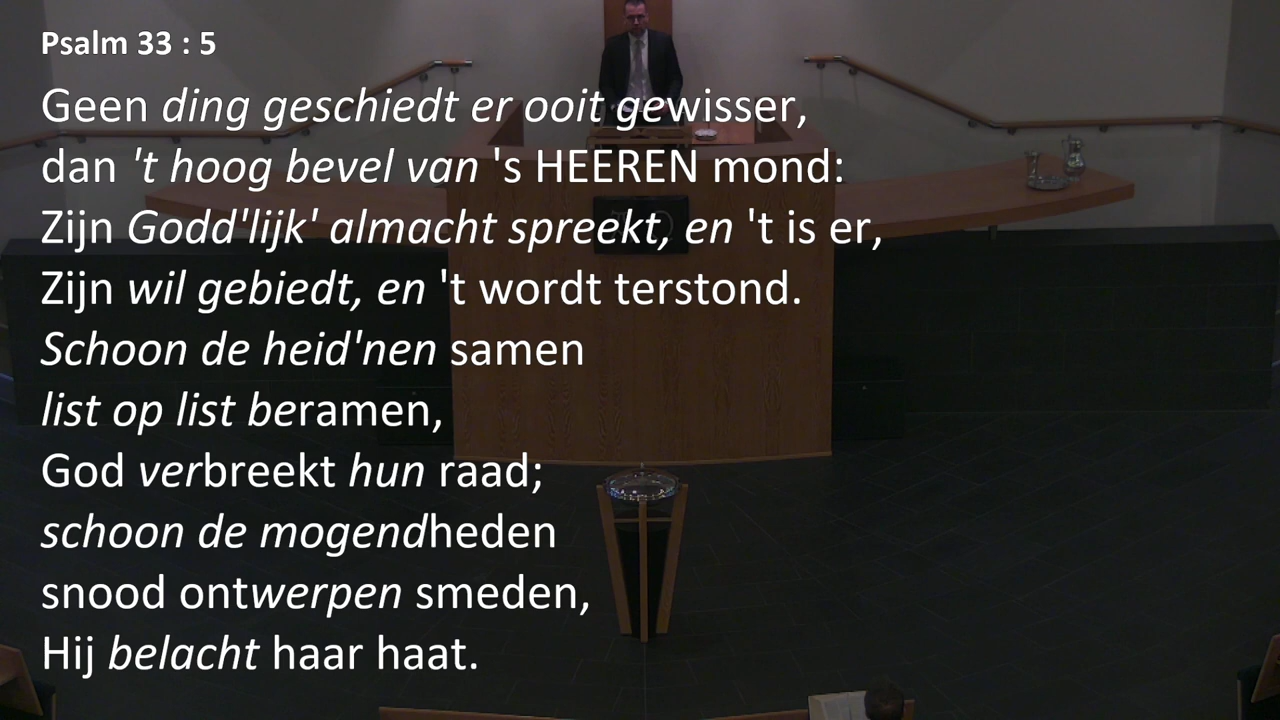 Psalm 33 : 5
Geen ding geschiedt er ooit gewisser,
dan 't hoog bevel van 's HEEREN mond:
Zijn Godd'lijk' almacht spreekt, en 't is er,
Zijn wil gebiedt, en 't wordt terstond.
Schoon de heid'nen samen
list op list beramen,
God verbreekt hun raad;
schoon de mogendheden
snood ontwerpen smeden,
Hij belacht haar haat.